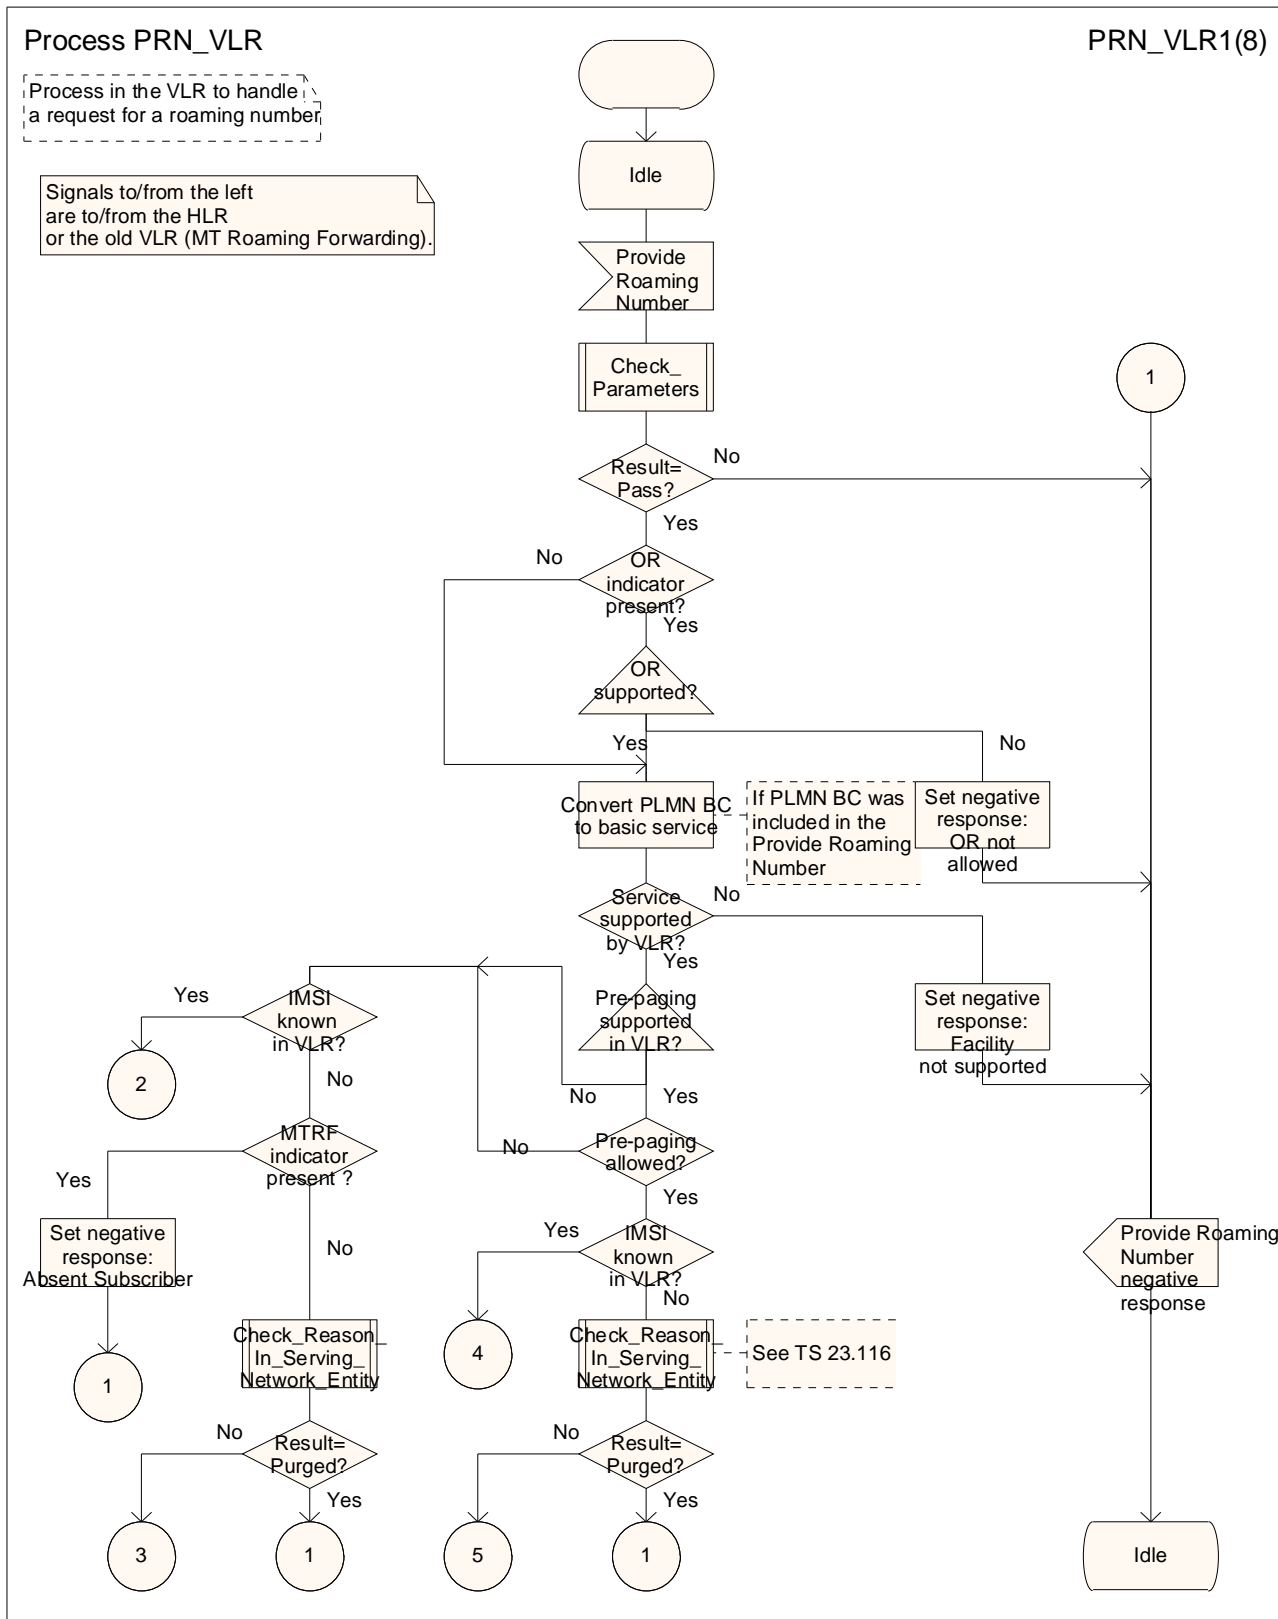 Process PRN_VLR
PRN_VLR1(8)
Process in the VLR to handle
a request for a roaming number
Signals to/from the left
are to/from the HLR
or the old VLR (MT Roaming Forwarding).
Idle
Provide
Roaming
Number
Check_
Parameters
1
Result=
Pass?
No
Yes
OR
indicator
present?
No
Yes
OR
supported?
Yes
No
Convert PLMN BC
to basic service
If PLMN BC was
included in the
Provide Roaming
Number
Set negative
response:
OR not
allowed
Service
supported
by VLR?
No
Yes
Pre-paging
supported
in VLR?
Set negative
response:
Facility
not supported
Yes
IMSI
known
in VLR?
2
No
No
Yes
MTRF
indicator
present ?
Yes
No
Pre-paging
allowed?
Yes
Set negative
response:
Absent Subscriber
No
Yes
IMSI
known
in VLR?
No
Provide Roaming
Number
negative
response
1
Check_Reason_
In_Serving_
Network_Entity
4
Check_Reason_
In_Serving_
Network_Entity
See TS 23.116
No
Result=
Purged?
Yes
No
Result=
Purged?
Yes
3
1
5
1
Idle